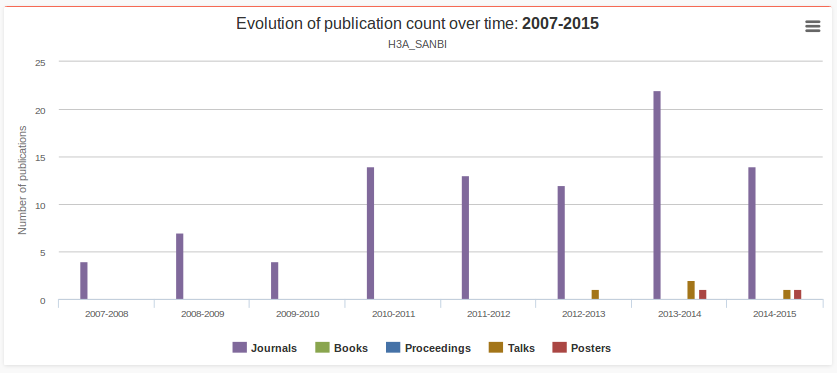 Evolution of publication count over time: 2007-2015
H3A_SANBI
Number of publications
25
20
15
10
5
0
2007-2008 2008-2009 2009-2010 2010-2011 2011-2012 2012-2013 2013-2014 2014-2015
Journals Books Proceedings Talks Posters